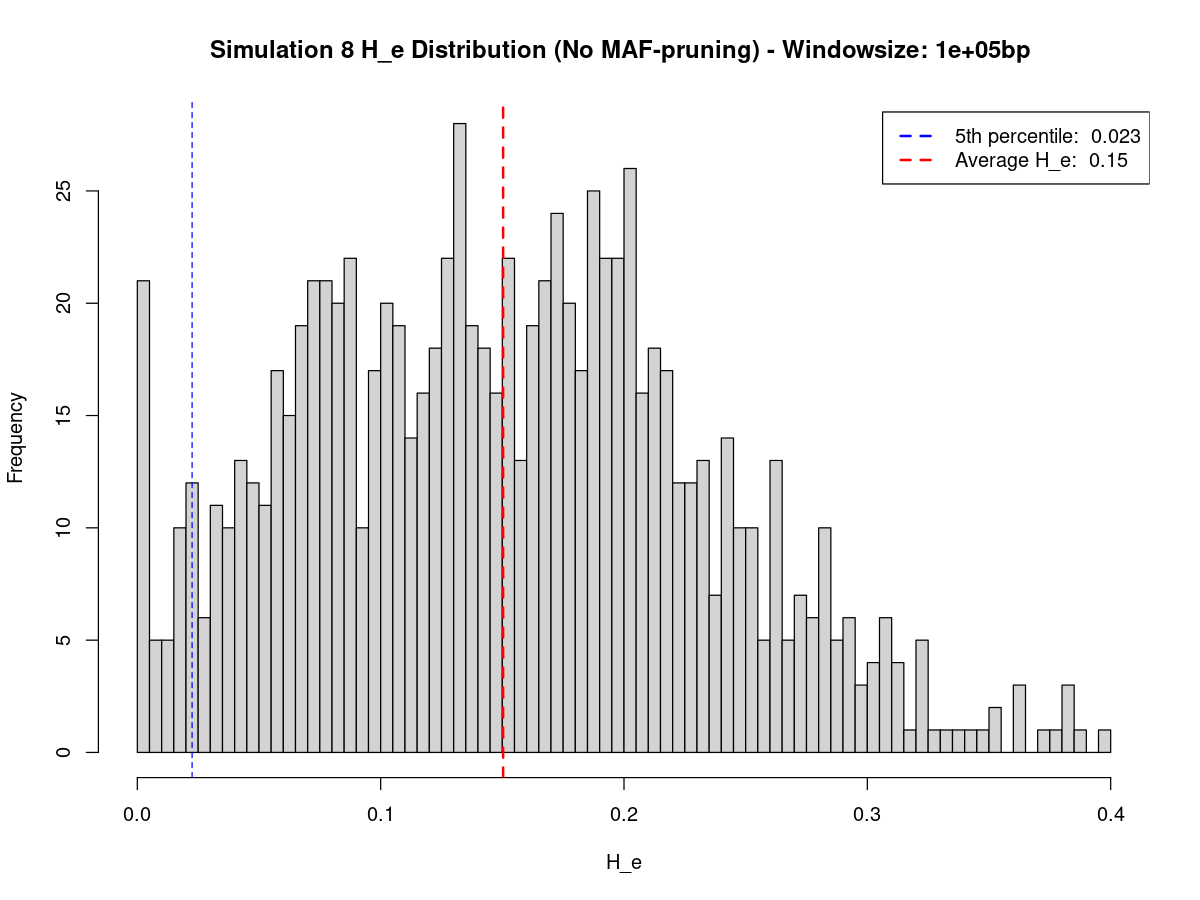 Simulation 8 H_e Distribution (No MAF-pruning) - Windowsize: 1e+05bp
5th percentile:  0.023
Average H_e:  0.15
Frequency
25
20
15
10
5
0
0.0
0.1
0.2
0.3
0.4
H_e